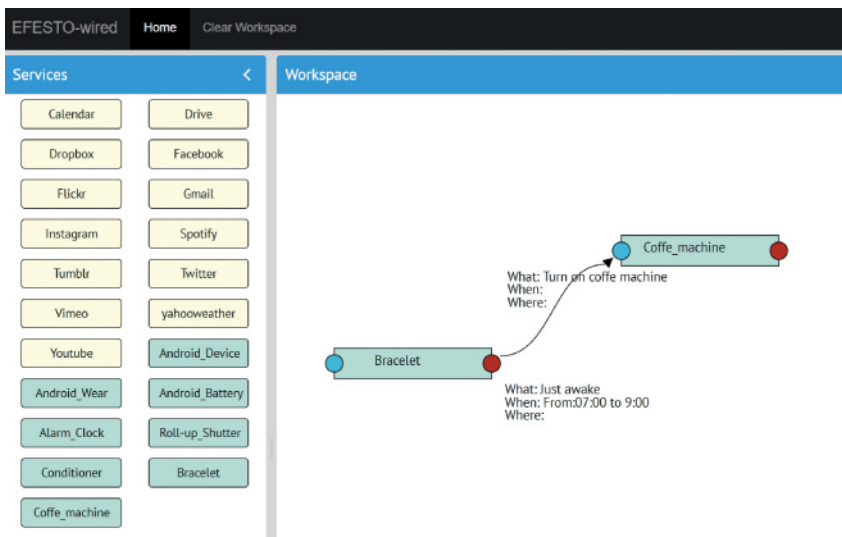 EFESTO-wired Home Clear Workspace
Services <
Workspace
Calendar Drive
Dropbox Facebook
Flickr Gmail
Instagram Spotify
Tumblr Twitter
Vimeo yahooweather
Youtube Android_Device
Android_Wear Android_Battery
Alarm_Clock Roll-up_Shutter
Conditioner Bracelet
Coffe_machine
Coffe_machine
What: Turn on coffe machine
When:
Where:
Bracelet
What: Just awake
When: From:07:00 to 9:00
Where: